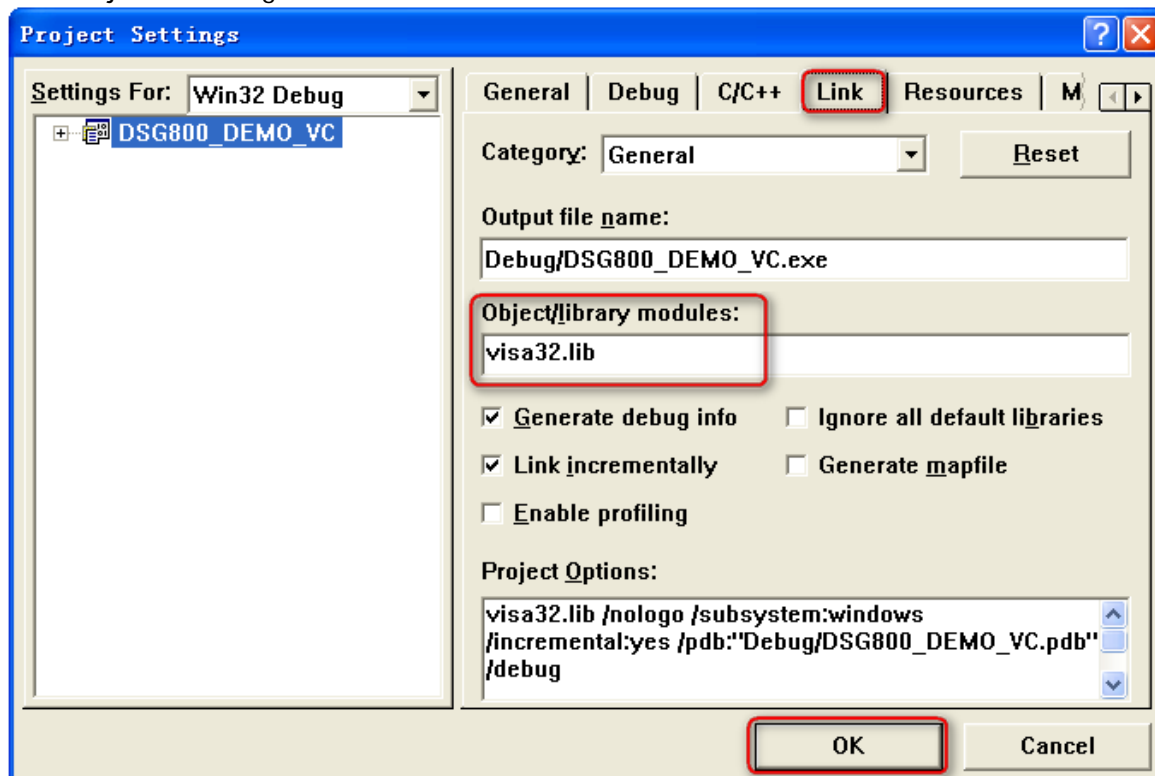 Project Settings
Settings For: Win32 Debug
DSG800_DEMO_VC
General Debug C/C++ Link Resources M
Category: General Reset
Output file name:
Debug/DSG800_DEMO_VC.exe
Object/library modules:
visa32.lib
Generate debug info Ignore all default libraries
Link incrementally Generate mapfile
Enable profiling
Project Options:
visa32.lib /nologo /subsystem:windows
/incremental:yes /pdb:"Debug/DSG800_DEMO_VC.pdb"
/debug
OK Cancel